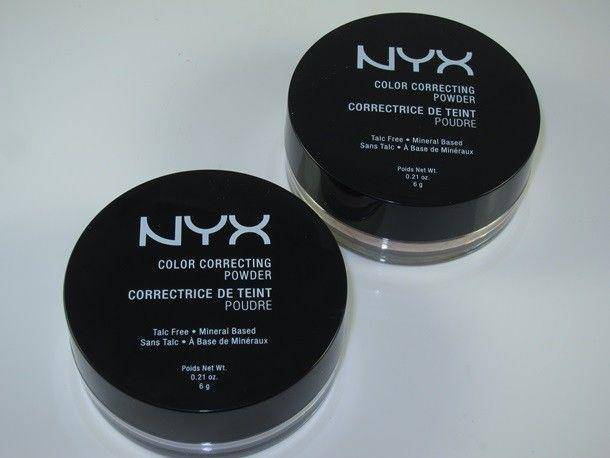 NYX
COLOR CORRECTING
POWDER
CORRECTRICE DE TEINT
POUDRE
Talc Free • Mineral Based
Sans Talc • À Base de Minéraux
Poids Net Wt.
0.21 oz.
6 g
NYX
COLOR CORRECTING
POWDER
CORRECTRICE DE TEINT
POUDRE
Talc Free • Mineral Based
Sans Talc • À Base de Minéraux
Poids Net Wt.
0.21 oz.
6 g